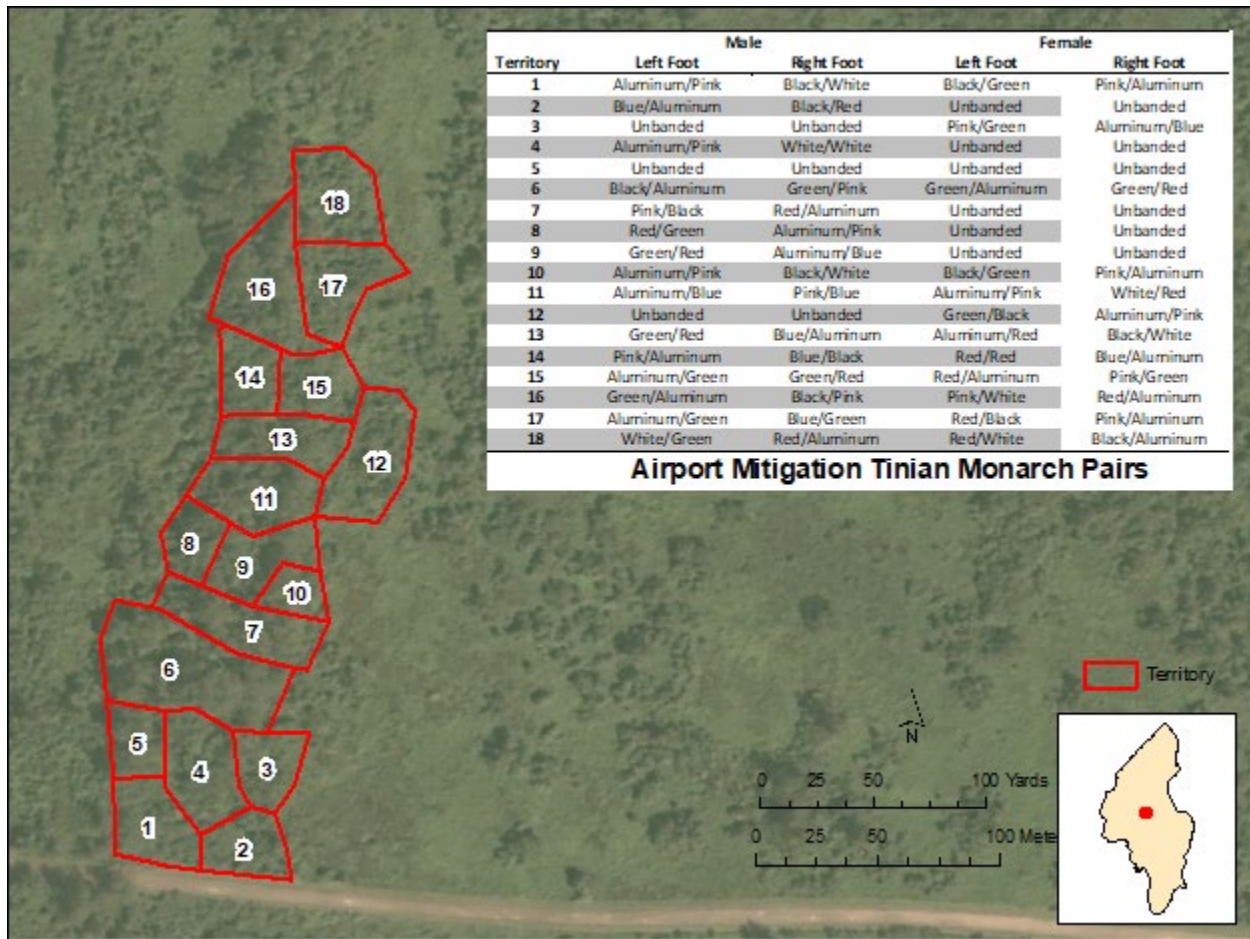 Male Female
Territory Left Foot Right Foot Left Foot Right Foot
1 Aluminum/Pink Black/White Black/Green Pink/Aluminum
2 Blue/Aluminum Black/Red Unbanded Unbanded
3 Unbanded Unbanded Pink/Green Aluminum/Blue
4 Aluminum/Pink White/White Unbanded Unbanded
5 Unbanded Unbanded Unbanded Unbanded
6 Black/Aluminum Green/Pink Green/Aluminum Green/Red
7 Pink/Black Red/Aluminum Unbanded Unbanded
8 Red/Green Aluminum/Pink Unbanded Unbanded
9 Green/Red Aluminum/Blue Unbanded Unbanded
10 Aluminum/Pink Black/White Black/Green Pink/Aluminum
11 Aluminum/Blue Pink/Blue Aluminum/Pink White/Red
12 Unbanded Unbanded Green/Black Aluminum/Pink
13 Green/Red Blue/Aluminum Aluminum/Red Black/White
14 Pink/Aluminum Blue/Black Red/Red Blue/Aluminum
15 Aluminum/Green Green/Red Red/Aluminum Pink/Green
16 Green/Aluminum Black/Pink Pink/White Red/Aluminum
17 Aluminum/Green Blue/Green Red/Black Pink/Aluminum
18 White/Green Red/Aluminum Red/White Black/Aluminum
Airport Mitigation Tinian Monarch Pairs
18
16
17
14
15
13
12
11
8
9
10
7
6
5
4
3
1
2
Territory
N
0 25 50 100 Yards
0 25 50 100 Mete